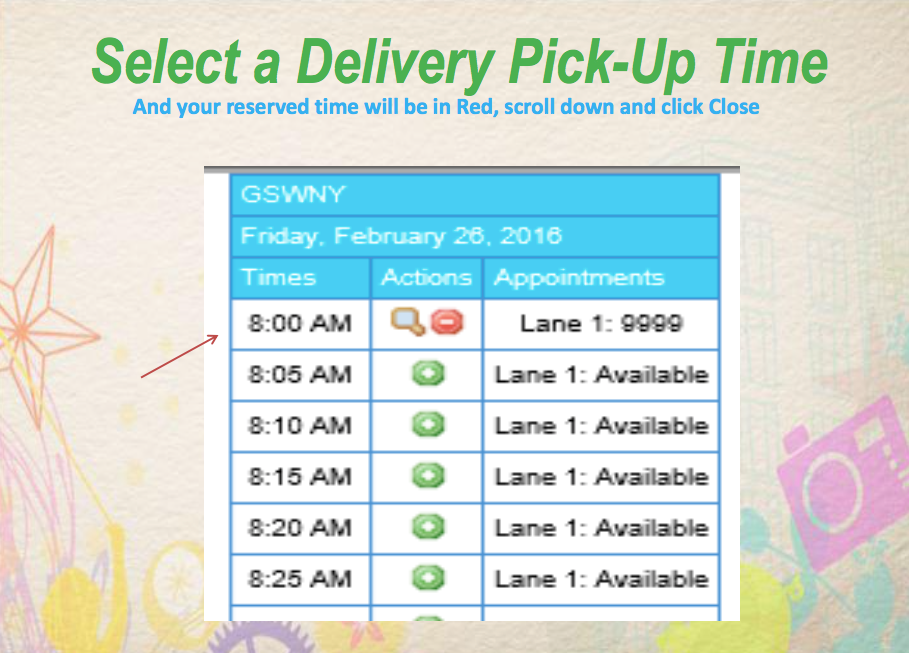 Select a Delivery Pick-Up Time
And your reserved time will be in Red, scroll down and click Close
GSWNY
Friday, February 26, 2016
Times Actions Appointments
8:00 AM Lane 1: 9999
8:05 AM Lane 1: Available
8:10 AM Lane 1: Available
8:15 AM Lane 1: Available
8:20 AM Lane 1: Available
8:25 AM Lane 1: Available